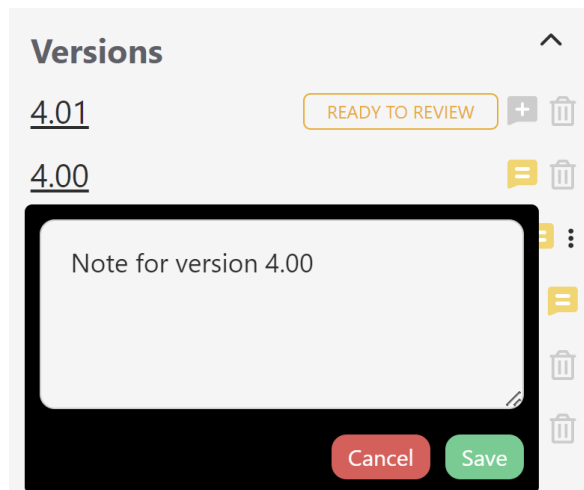 Versions
4.01 READY TO REVIEW
4.00
Note for version 4.00
Cancel Save